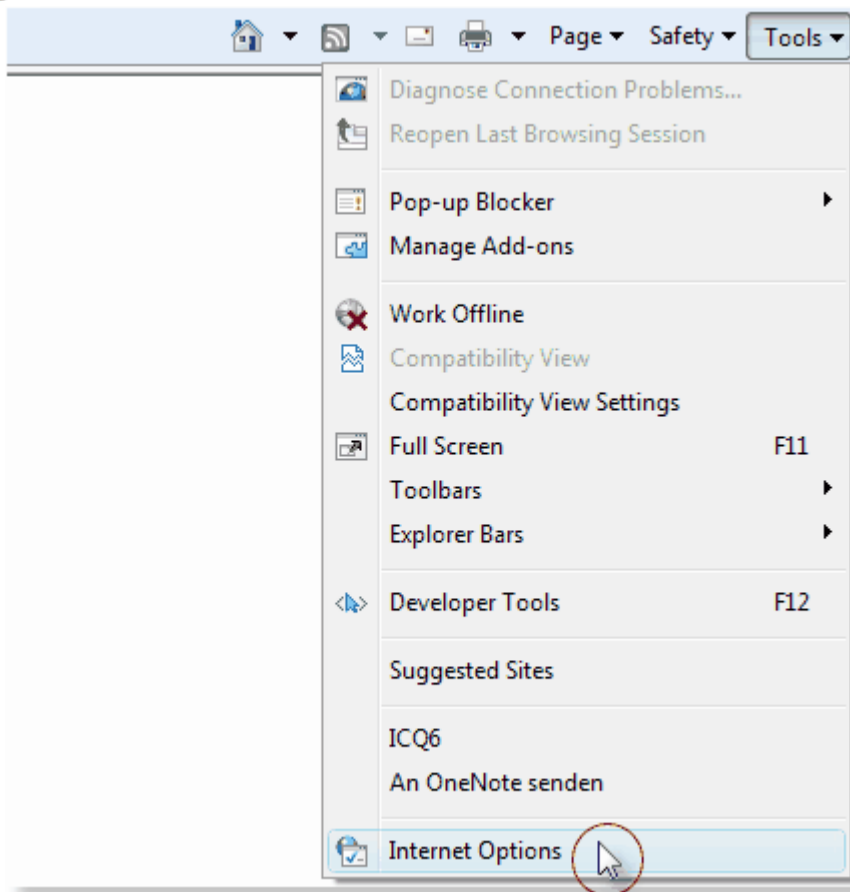 Page Safety Tools
Diagnose Connection Problems...
Reopen Last Browsing Session
Pop-up Blocker
Manage Add-ons
Work Offline
Compatibility View
Compatibility View Settings
Full Screen F11
Toolbars
Explorer Bars
Developer Tools F12
Suggested Sites
ICQ6
An OneNote senden
Internet Options